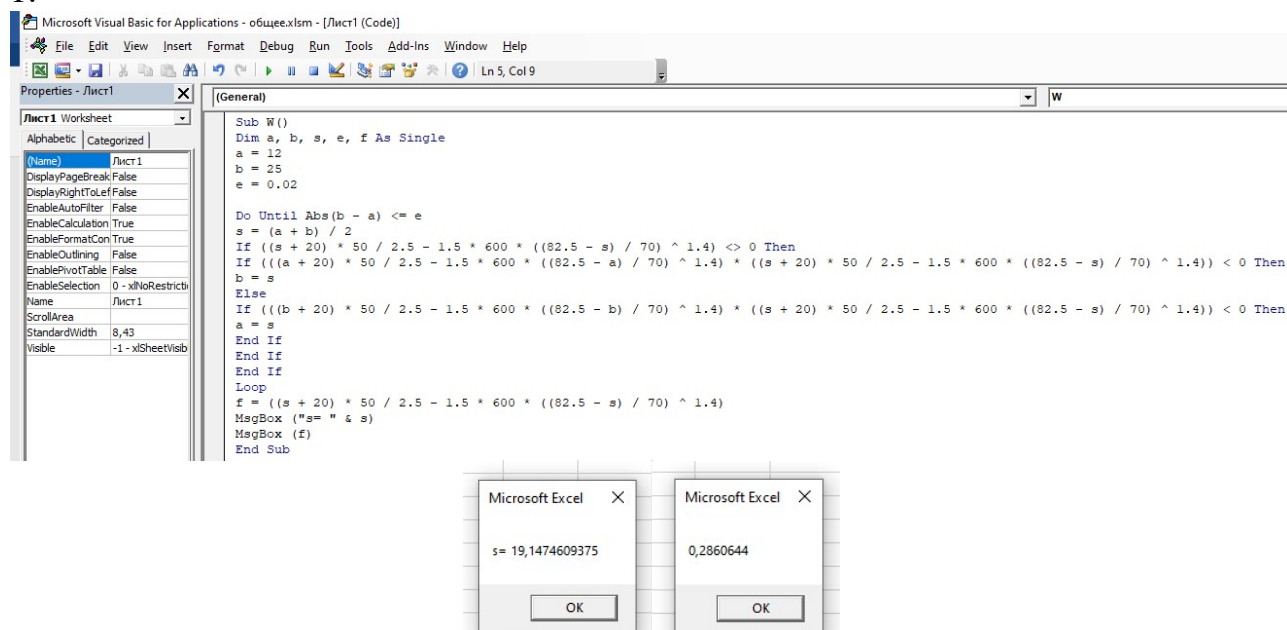 1.
Microsoft Visual Basic for Applications - общее.xlsm - [Лист1 (Code)]
File Edit View Insert Format Debug Run Tools Add-Ins Window Help
Ln 5, Col 9
Properties - Лист1
(General) W
Лист1 Worksheet
Alphabetic Categorized
(Name) Лист1
DisplayPageBreak False
DisplayRightToLef False
EnableAutoFilter False
EnableCalculation True
EnableFormatCon True
EnableOutlining False
EnablePivotTable False
EnableSelection 0 - xlNoRestricti
Name Лист1
ScrollArea
StandardWidth 8,43
Visible -1 - xlSheetVisib
Sub W()
Dim a, b, s, e, f As Single
a = 12
b = 25
e = 0.02
Do Until Abs(b - a) <= e
s = (a + b) / 2
If ((s + 20) * 50 / 2.5 - 1.5 * 600 * ((82.5 - s) / 70) ^ 1.4) <> 0 Then
If (((a + 20) * 50 / 2.5 - 1.5 * 600 * ((82.5 - a) / 70) ^ 1.4) * ((s + 20) * 50 / 2.5 - 1.5 * 600 * ((82.5 - s) / 70) ^ 1.4)) < 0 Then
b = s
Else
If (((b + 20) * 50 / 2.5 - 1.5 * 600 * ((82.5 - b) / 70) ^ 1.4) * ((s + 20) * 50 / 2.5 - 1.5 * 600 * ((82.5 - s) / 70) ^ 1.4)) < 0 Then
a = s
End If
End If
End If
Loop
f = ((s + 20) * 50 / 2.5 - 1.5 * 600 * ((82.5 - s) / 70) ^ 1.4)
MsgBox ("s= " & s)
MsgBox (f)
End Sub
Microsoft Excel
s= 19,1474609375
OK
Microsoft Excel
0,2860644
OK